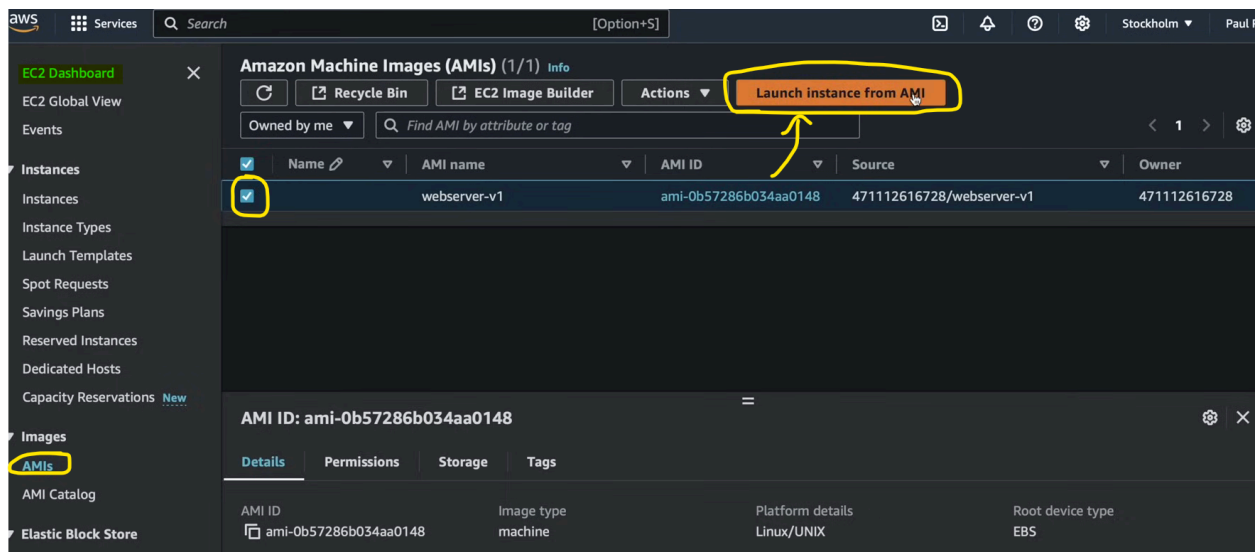 aws Services Search [Option+S] Stockholm ▼ Paul
EC2 Dashboard
EC2 Global View
Events
Instances
Instances
Instance Types
Launch Templates
Spot Requests
Savings Plans
Reserved Instances
Dedicated Hosts
Capacity Reservations New
Images
AMIs
AMI Catalog
Elastic Block Store
Amazon Machine Images (AMIs) (1/1) Info
Recycle Bin EC2 Image Builder Actions ▼ Launch instance from AMI
Owned by me ▼ Find AMI by attribute or tag < 1 >
Name AMI name AMI ID Source Owner
webserver-v1 ami-0b57286b034aa0148 471112616728/webserver-v1 471112616728
AMI ID: ami-0b57286b034aa0148
Details Permissions Storage Tags
AMI ID Image type Platform details Root device type
ami-0b57286b034aa0148 machine Linux/UNIX EBS